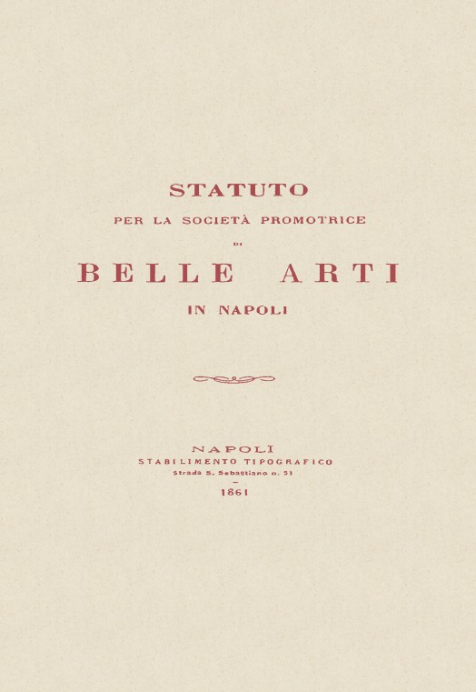 STATUTO
PER LA SOCIETÀ PROMOTRICE
DI
BELLE ARTI
IN NAPOLI
NAPOLI
STABILIMENTO TIPOGRAFICO
Strada S. Sebastiano n. 51
1861